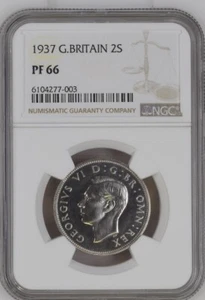 1937 G.BRITAIN 2S
PF 66
6104277-003
NUMISMATIC GUARANTY COMPANY
NGC
GEORGIVS VI D:G:BR:OMN:REX